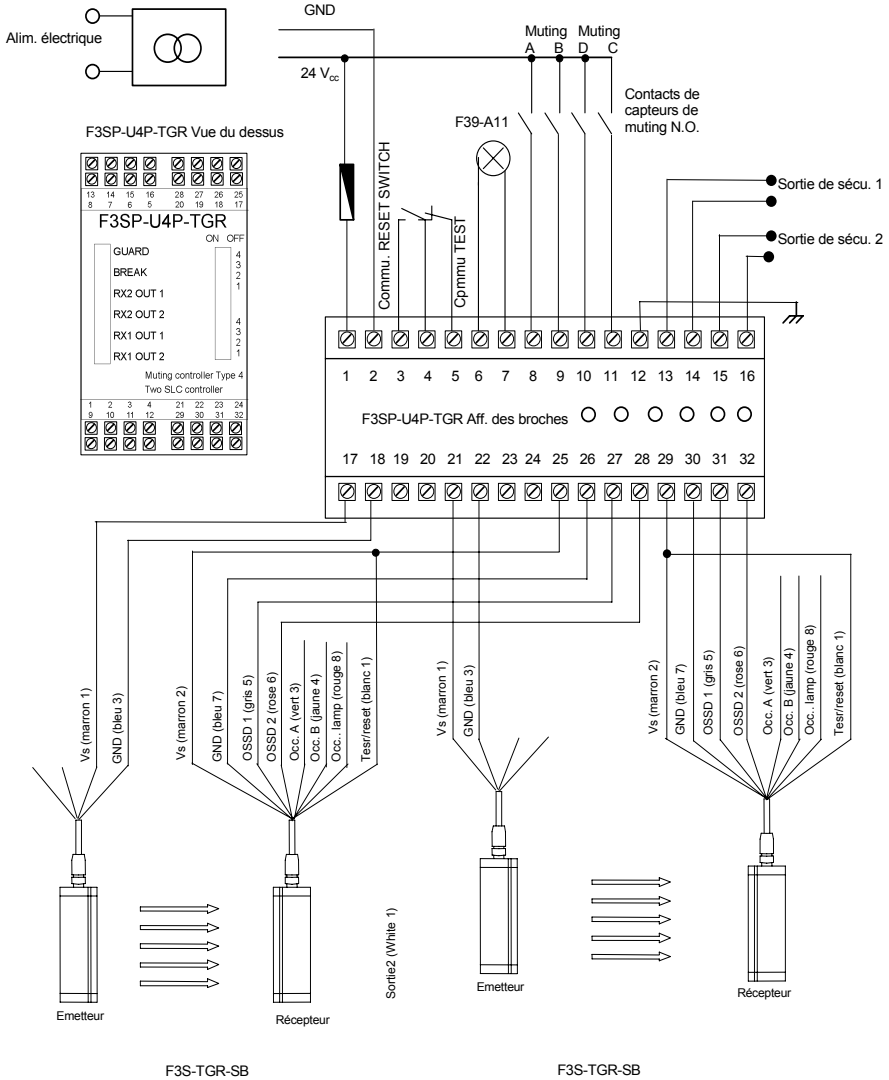 GND
Alim. électrique
24 Vcc
Muting Muting
A B D C
Contacts de
capteurs de
muting N.O.
F39-A11
F3SP-U4P-TGR Vue du dessus
13 14 15 16 28 27 26 25
8 7 6 5 20 19 18 17
F3SP-U4P-TGR
ON OFF
GUARD
BREAK
RX2 OUT 1
RX2 OUT 2
RX1 OUT 1
RX1 OUT 2
4
3
2
1
4
3
2
1
Muting controller Type 4
Two SLC controller
1 2 3 4 21 22 23 24
9 10 11 12 29 30 31 32
Commu. RESET SWITCH
Cpmmu TEST
Sortie de sécu. 1
Sortie de sécu. 2
1 2 3 4 5 6 7 8 9 10 11 12 13 14 15 16
F3SP-U4P-TGR Aff. des broches
17 18 19 20 21 22 23 24 25 26 27 28 29 30 31 32
Vs (marron 1)
GND (bleu 3)
Vs (marron 2)
GND (bleu 7)
OSSD 1 (gris 5)
OSSD 2 (rose 6)
Occ. A (vert 3)
Occ. B (jaune 4)
Occ.. lamp (rouge 8)
Tesr/reset (blanc 1)
Vs (marron 1)
GND (bleu 3)
Vs (marron 2)
GND (bleu 7)
OSSD 1 (gris 5)
OSSD 2 (rose 6)
Occ. A (vert 3)
Occ. B (jaune 4)
Occ.. lamp (rouge 8)
Tesr/reset (blanc 1)
Sortie2 (White 1)
Emetteur
Récepteur
Emetteur
Récepteur
F3S-TGR-SB
F3S-TGR-SB